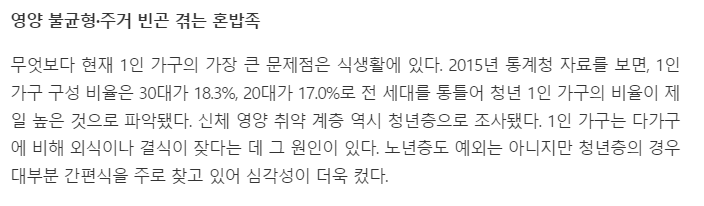 영양 불균형·주거 빈곤 겪는 혼밥족
무엇보다 현재 1인 가구의 가장 큰 문제점은 식생활에 있다. 2015년 통계청 자료를 보면, 1인
가구 구성 비율은 30대가 18.3%, 20대가 17.0%로 전 세대를 통틀어 청년 1인 가구의 비율이 제
일 높은 것으로 파악됐다. 신체 영양 취약 계층 역시 청년층으로 조사됐다. 1인 가구는 다가구
에 비해 외식이나 결식이 잦다는 데 그 원인이 있다. 노년층도 예외는 아니지만 청년층의 경우
대부분 간편식을 주로 찾고 있어 심각성이 더욱 컸다.